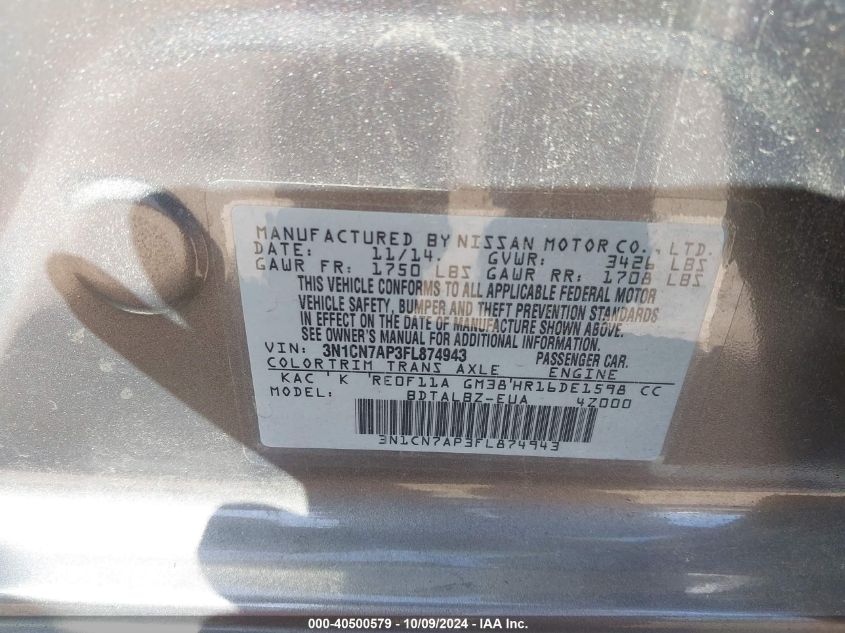 MANUFACTURED BY NISSAN MOTOR CO., LTD.
DATE: 11/14. GVWR: 3426 LBS
GAWR FR: 1750 LBS GAWR RR: 1708 LBS
THIS VEHICLE CONFORMS TO ALL APPLICABLE FEDERAL MOTOR
VEHICLE SAFETY, BUMPER AND THEFT PREVENTION STANDARDS
IN EFFECT ON THE DATE OF MANUFACTURE SHOWN ABOVE.
SEE OWNER'S MANUAL FOR ADDITIONAL INFORMATION.
VIN: 3N1CN7AP3FL874943 PASSENGER CAR.
COLOR TRIM TRANS AXLE ENGINE
KAC K RE0F11A GM38 HR16DE1598 CC
MODEL: BDTALBZ-EUA 4Z000
3N1CN7AP3FL874943
000-40500579 - 10/09/2024 - IAA Inc.